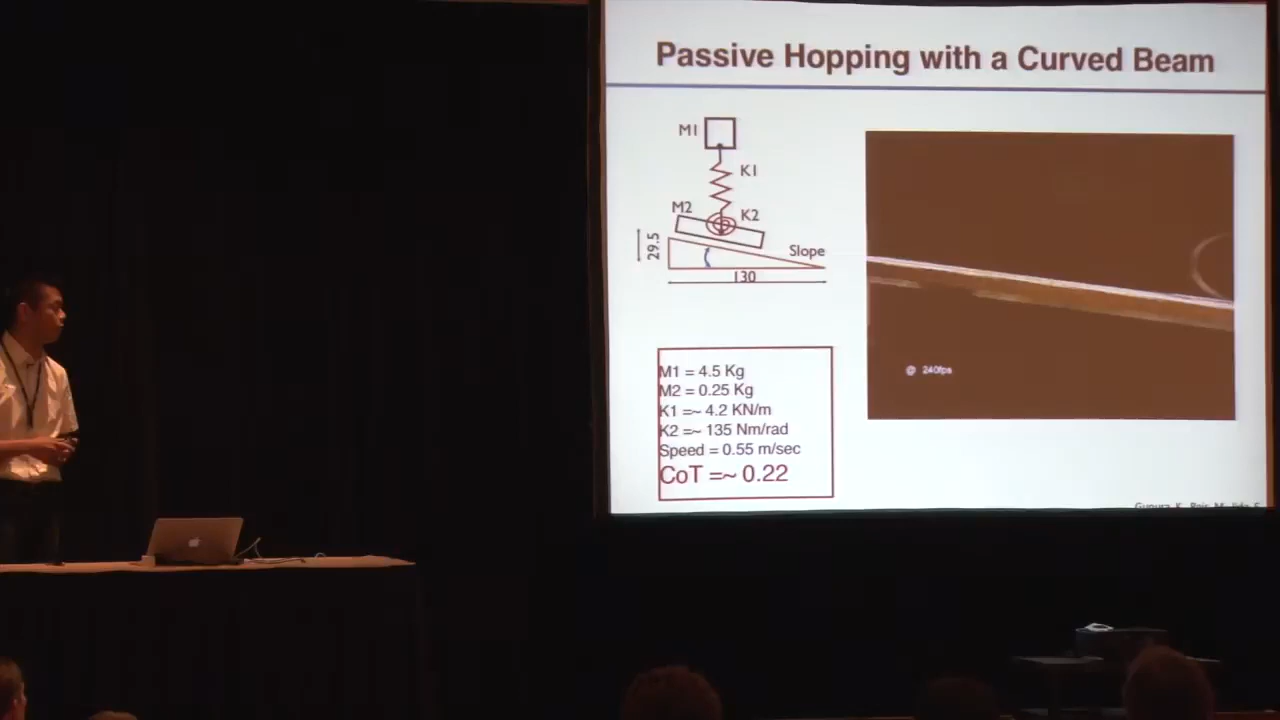 Passive Hopping with a Curved Beam
M1
K1
M2
K2
29.5
Slope
130
@ 240fps
M1 = 4.5 Kg
M2 = 0.25 Kg
K1 =~ 4.2 KN/m
K2 =~ 135 Nm/rad
Speed = 0.55 m/sec
CoT =~ 0.22